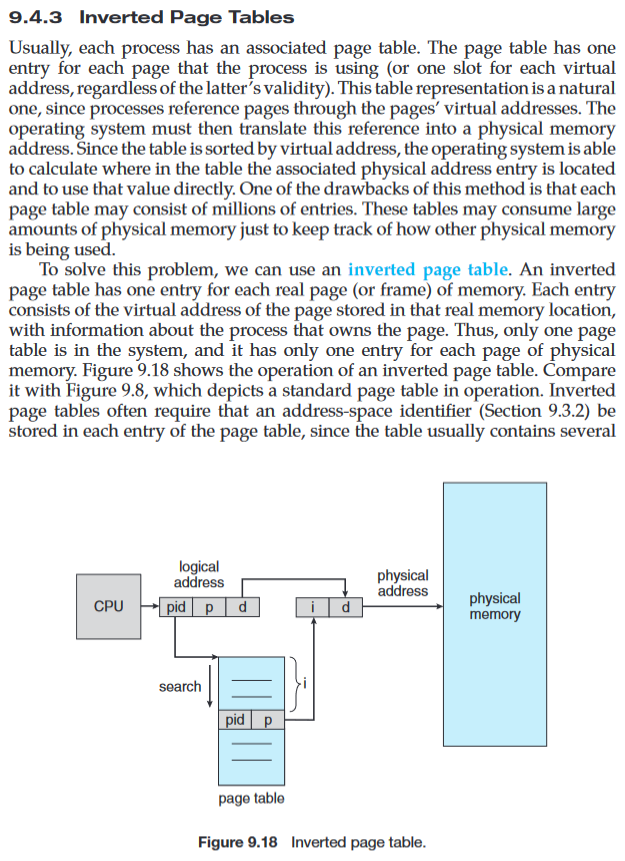 9.4.3 Inverted Page Tables
Usually, each process has an associated page table. The page table has one
entry for each page that the process is using (or one slot for each virtual
address, regardless of the latter’s validity). This table representation is a natural
one, since processes reference pages through the pages’ virtual addresses. The
operating system must then translate this reference into a physical memory
address. Since the table is sorted by virtual address, the operating system is able
to calculate where in the table the associated physical address entry is located
and to use that value directly. One of the drawbacks of this method is that each
page table may consist of millions of entries. These tables may consume large
amounts of physical memory just to keep track of how other physical memory
is being used.
To solve this problem, we can use an inverted page table. An inverted
page table has one entry for each real page (or frame) of memory. Each entry
consists of the virtual address of the page stored in that real memory location,
with information about the process that owns the page. Thus, only one page
table is in the system, and it has only one entry for each page of physical
memory. Figure 9.18 shows the operation of an inverted page table. Compare
it with Figure 9.8, which depicts a standard page table in operation. Inverted
page tables often require that an address-space identifier (Section 9.3.2) be
stored in each entry of the page table, since the table usually contains several
logical
address
physical
address
CPU
pid p d
i d
physical
memory
search
i
pid p
page table
Figure 9.18 Inverted page table.